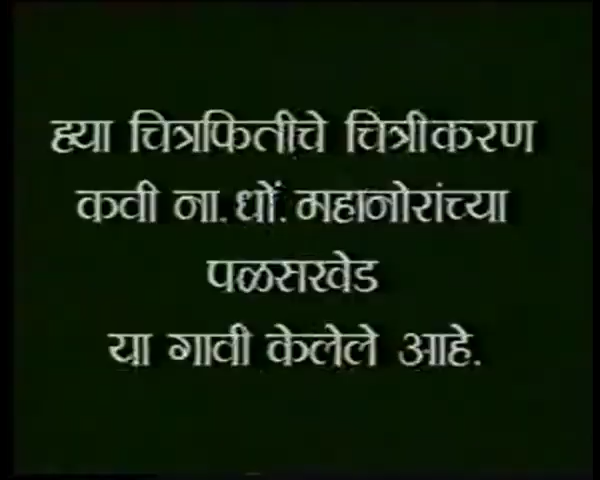 ह्या चित्रफितीचे चित्रीकरण
कवी ना. धों. महानोरांच्या
पळसखेड
या गावी केलेले आहे.